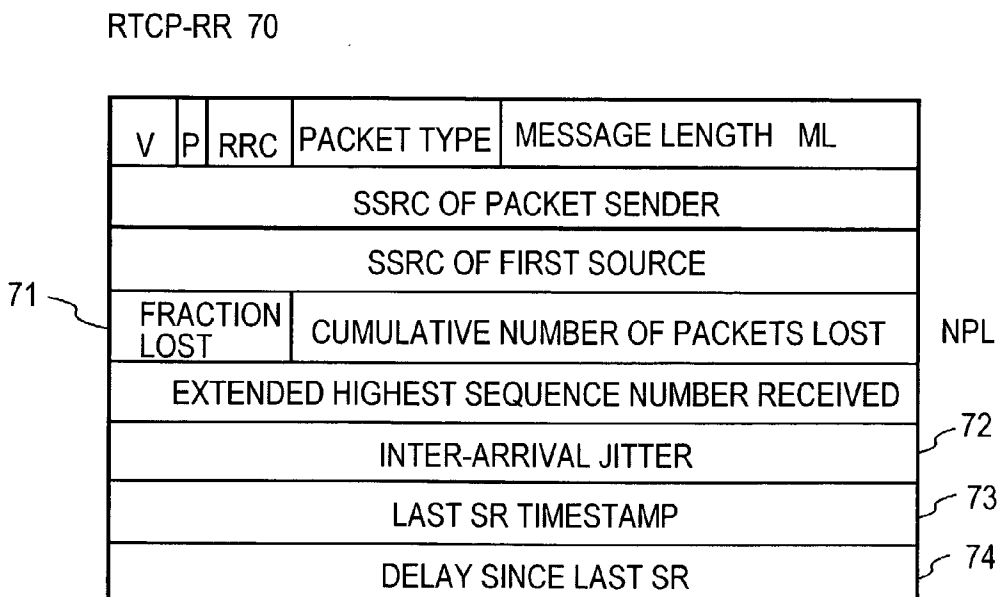 RTCP-RR 70
V P RRC PACKET TYPE MESSAGE LENGTH ML
SSRC OF PACKET SENDER
SSRC OF FIRST SOURCE
71
FRACTION
LOST
CUMULATIVE NUMBER OF PACKETS LOST
NPL
EXTENDED HIGHEST SEQUENCE NUMBER RECEIVED
INTER-ARRIVAL JITTER
72
LAST SR TIMESTAMP
73
DELAY SINCE LAST SR
74